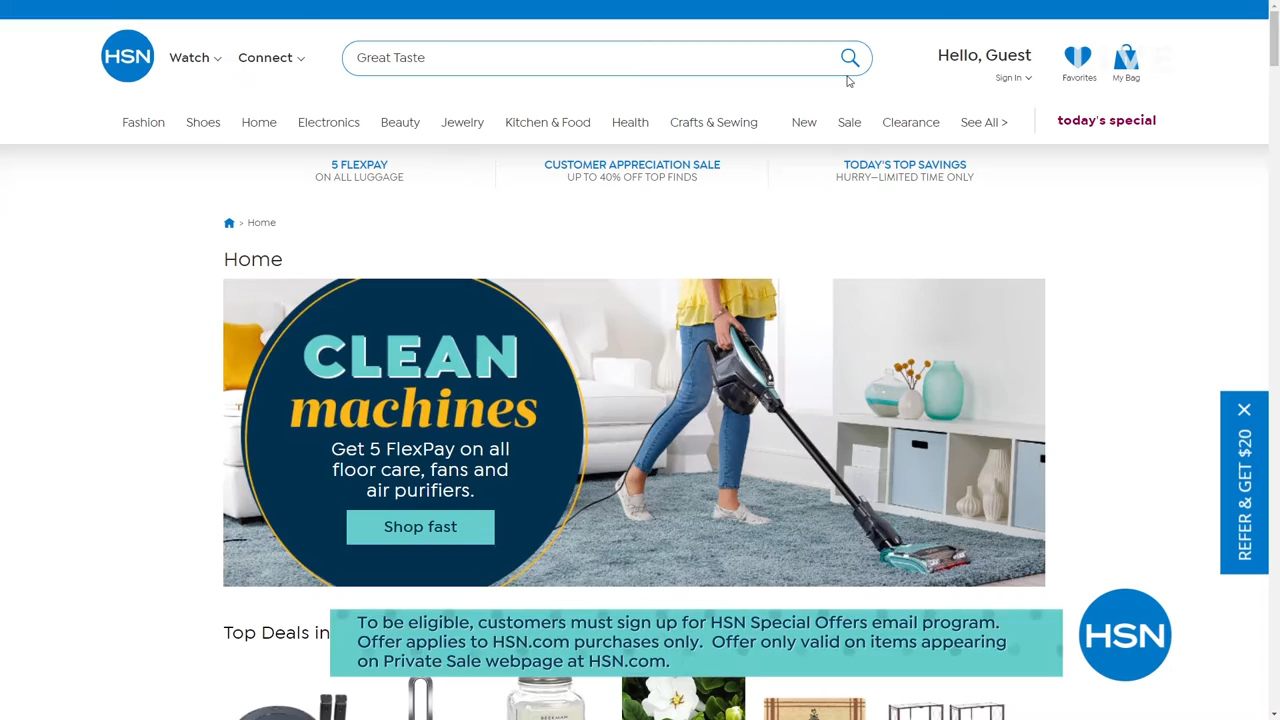 HSN
Watch
Connect
Great Taste
Hello, Guest
Sign In
Favorites
My Bag
Fashion
Shoes
Home
Electronics
Beauty
Jewelry
Kitchen & Food
Health
Crafts & Sewing
New
Sale
Clearance
See All >
today's special
5 FLEXPAY
ON ALL LUGGAGE
CUSTOMER APPRECIATION SALE
UP TO 40% OFF TOP FINDS
TODAY'S TOP SAVINGS
HURRY—LIMITED TIME ONLY
> Home
Home
CLEAN
machines
Get 5 FlexPay on all
floor care, fans and
air purifiers.
Shop fast
REFER & GET $20
Top Deals in
To be eligible, customers must sign up for HSN Special Offers email program.
Offer applies to HSN.com purchases only. Offer only valid on items appearing
on Private Sale webpage at HSN.com.
HSN
BEEKMAN